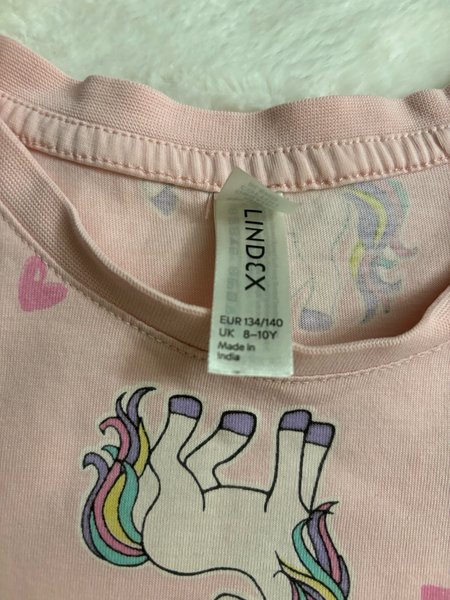 LINDEX
EUR 134/140
UK 8–10Y
Made in
India